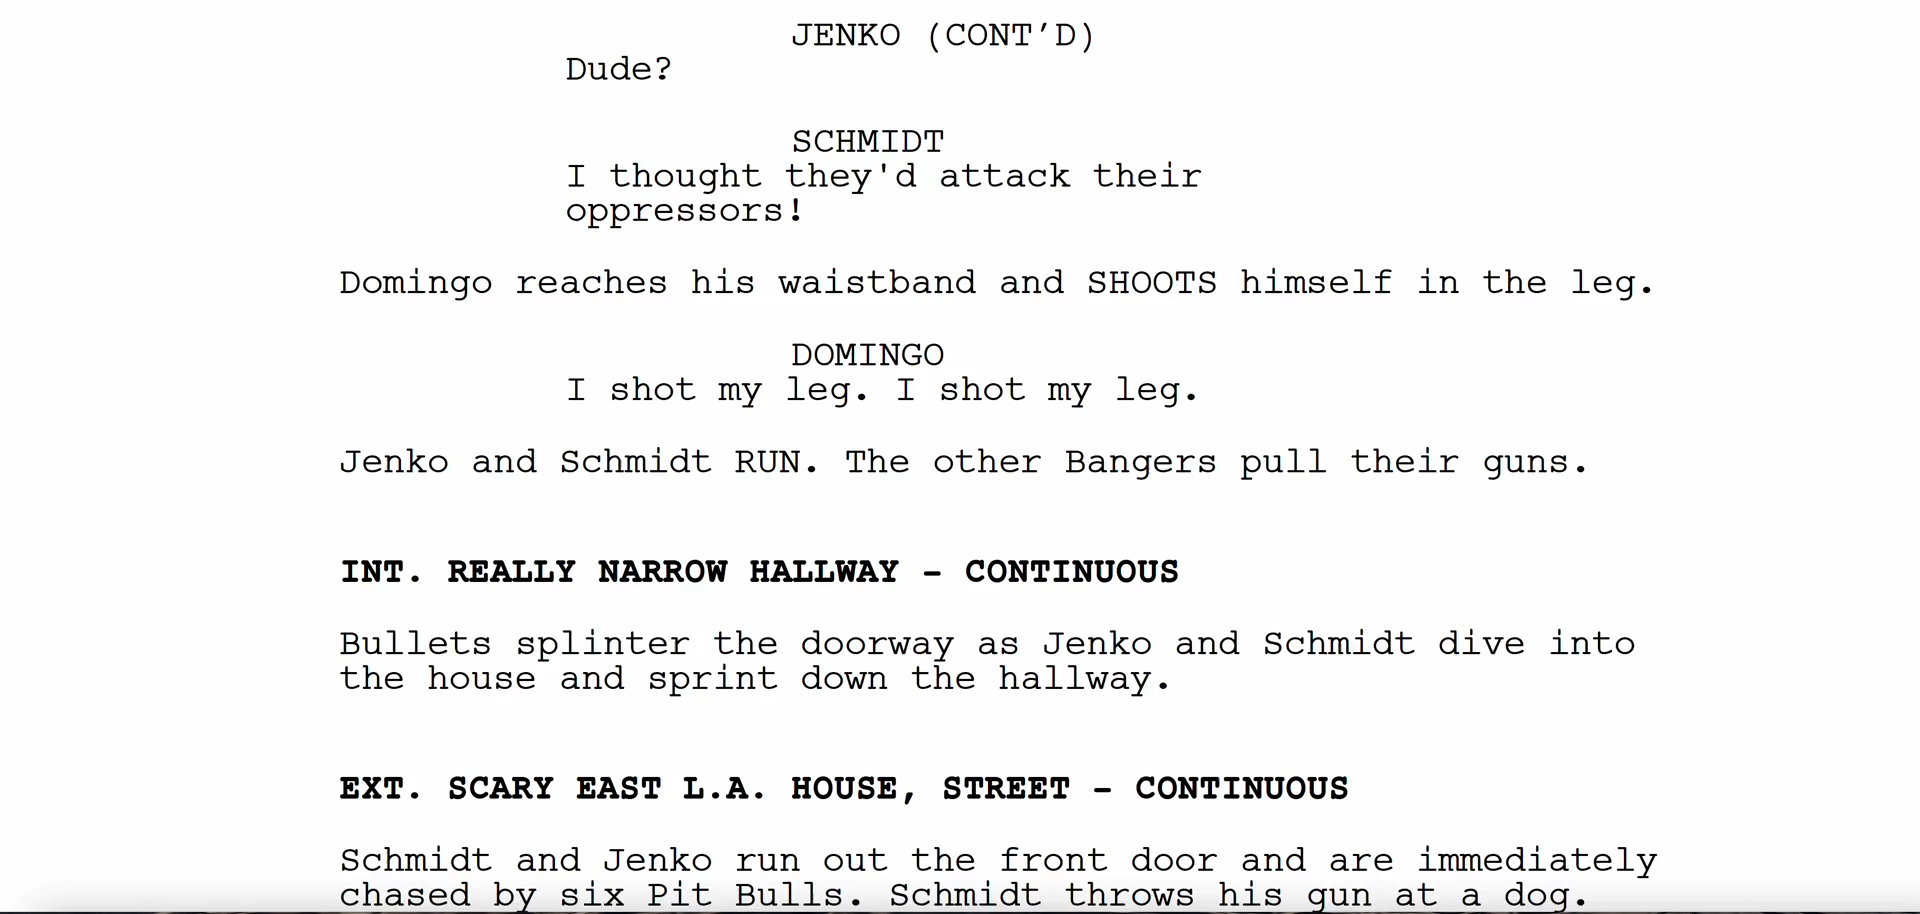 JENKO (CONT’D)
Dude?
SCHMIDT
I thought they'd attack their
oppressors!
Domingo reaches his waistband and SHOOTS himself in the leg.
DOMINGO
I shot my leg. I shot my leg.
Jenko and Schmidt RUN. The other Bangers pull their guns.
INT. REALLY NARROW HALLWAY – CONTINUOUS
Bullets splinter the doorway as Jenko and Schmidt dive into
the house and sprint down the hallway.
EXT. SCARY EAST L.A. HOUSE, STREET – CONTINUOUS
Schmidt and Jenko run out the front door and are immediately
chased by six Pit Bulls. Schmidt throws his gun at a dog.